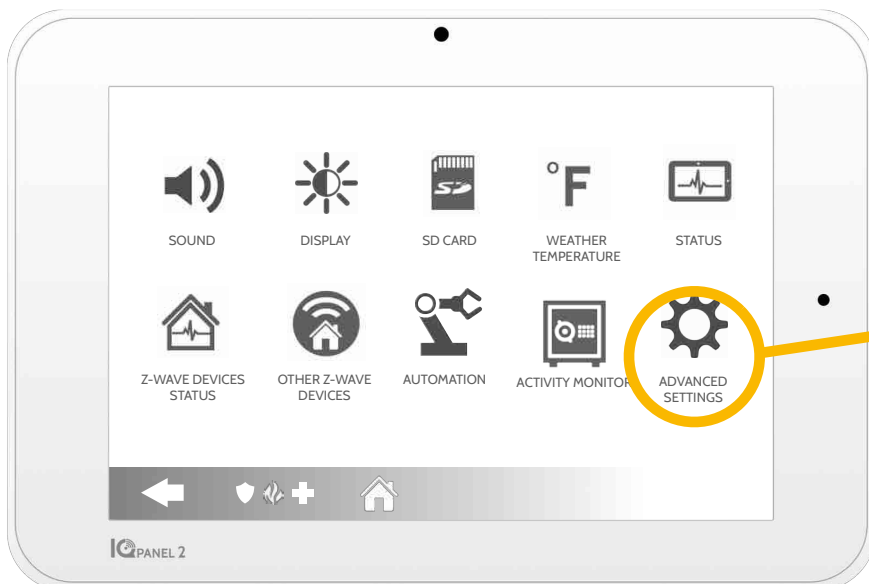 SD
°F
SOUND
DISPLAY
SD CARD
WEATHER
TEMPERATURE
STATUS
Z-WAVE DEVICES
STATUS
OTHER Z-WAVE
DEVICES
AUTOMATION
ACTIVITY MONITOR
ADVANCED
SETTINGS
IQ PANEL 2